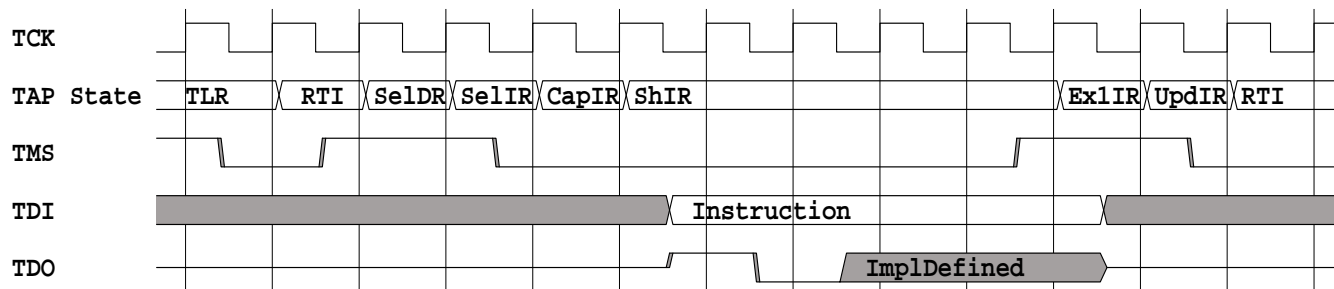 TCK
TAP State TLR RTI SelDR SelIR CapIR ShIR Ex1IR UpdIR RTI
TMS
TDI Instruction
TDO ImplDefined